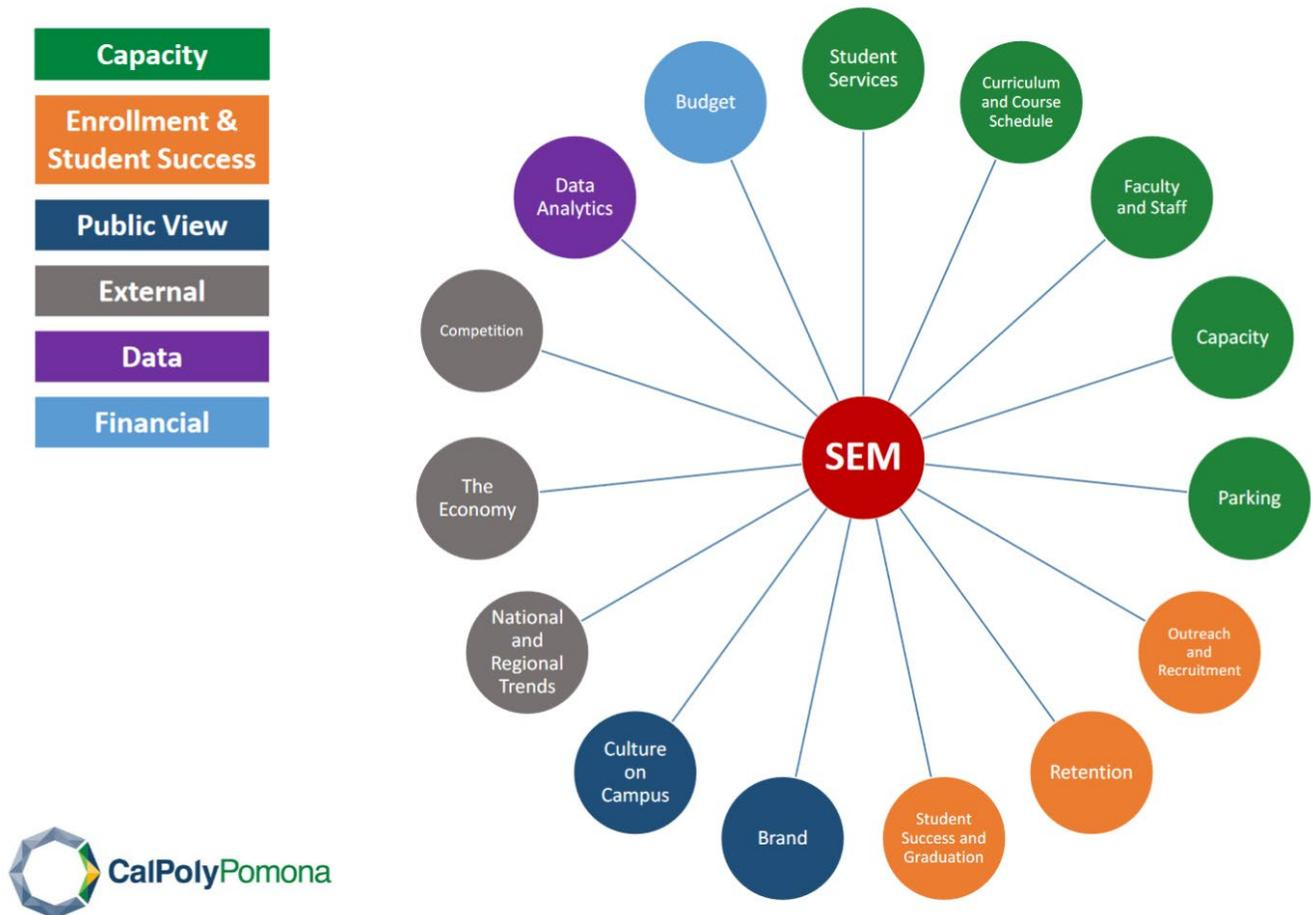 Capacity
Enrollment &
Student Success
Public View
External
Data
Financial
Student
Services
Curriculum
and Course
Schedule
Faculty
and Staff
Capacity
Parking
Outreach
and
Recruitment
Retention
Student
Success and
Graduation
Brand
Culture
on
Campus
National
and
Regional
Trends
The
Economy
Competition
Data
Analytics
Budget
SEM
CalPolyPomona